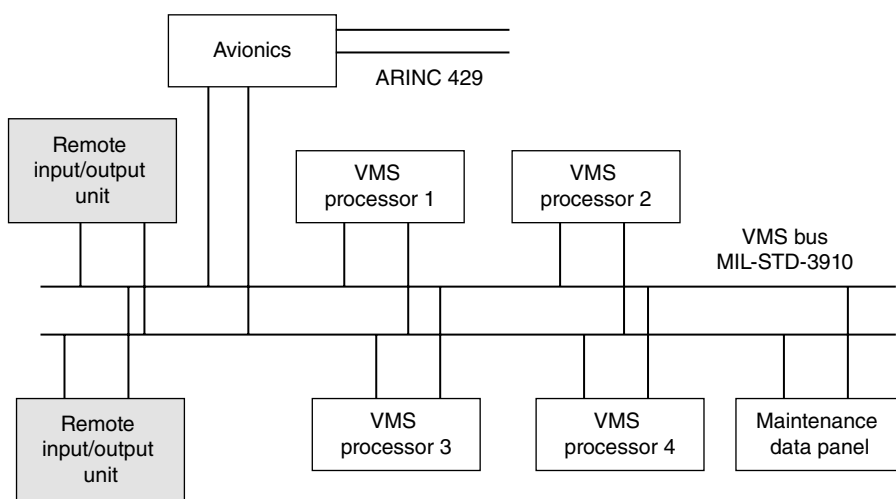 Avionics
ARINC 429
Remote
input/output
unit
VMS
processor 1
VMS
processor 2
VMS bus
MIL-STD-3910
Remote
input/output
unit
VMS
processor 3
VMS
processor 4
Maintenance
data panel